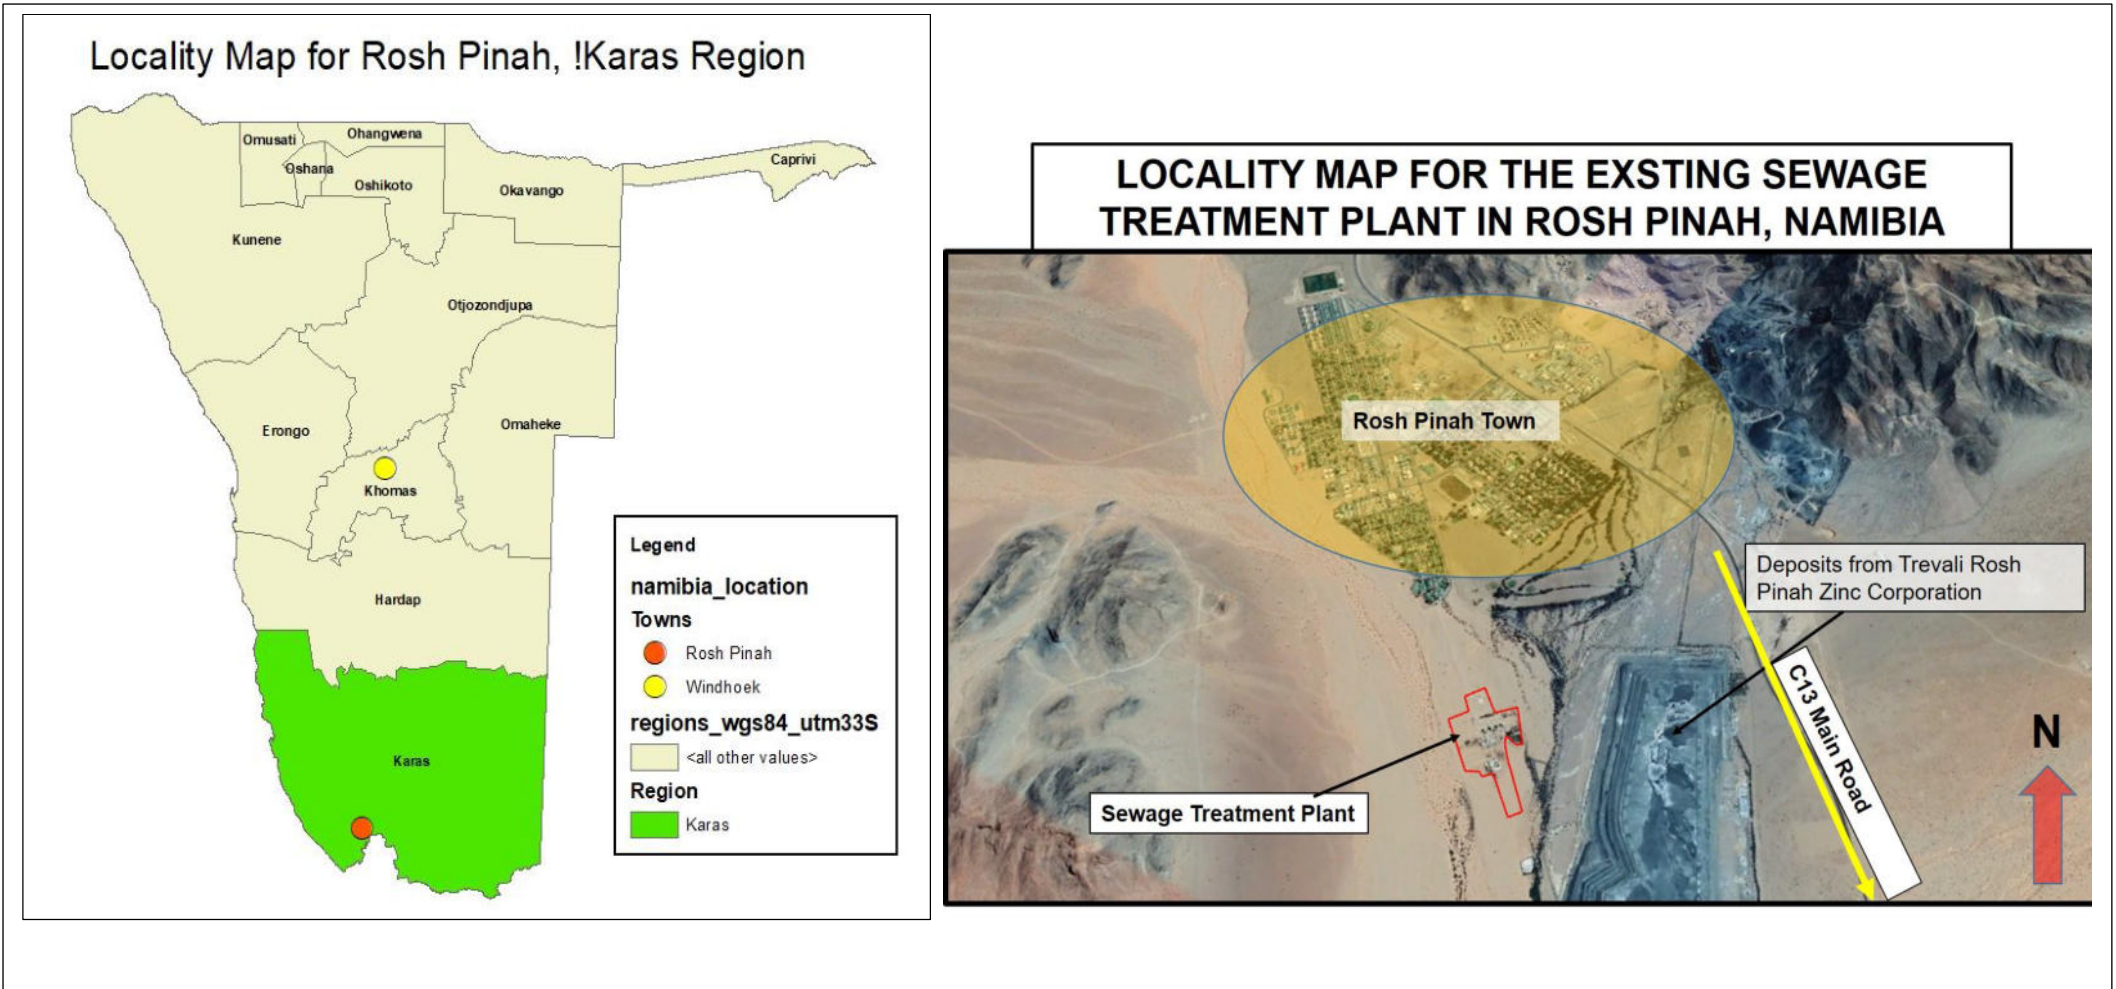 Locality Map for Rosh Pinah, !Karas Region
Omusati
Ohangwena
Oshana
Oshikoto
Okavango
Caprivi
Kunene
Otjozondjupa
Erongo
Omaheke
Khomas
Hardap
Karas
Legend
namibia_location
Towns
Rosh Pinah
Windhoek
regions_wgs84_utm33S
<all other values>
Region
Karas
LOCALITY MAP FOR THE EXSTING SEWAGE
TREATMENT PLANT IN ROSH PINAH, NAMIBIA
Rosh Pinah Town
Deposits from Trevali Rosh
Pinah Zinc Corporation
C13 Main Road
N
Sewage Treatment Plant